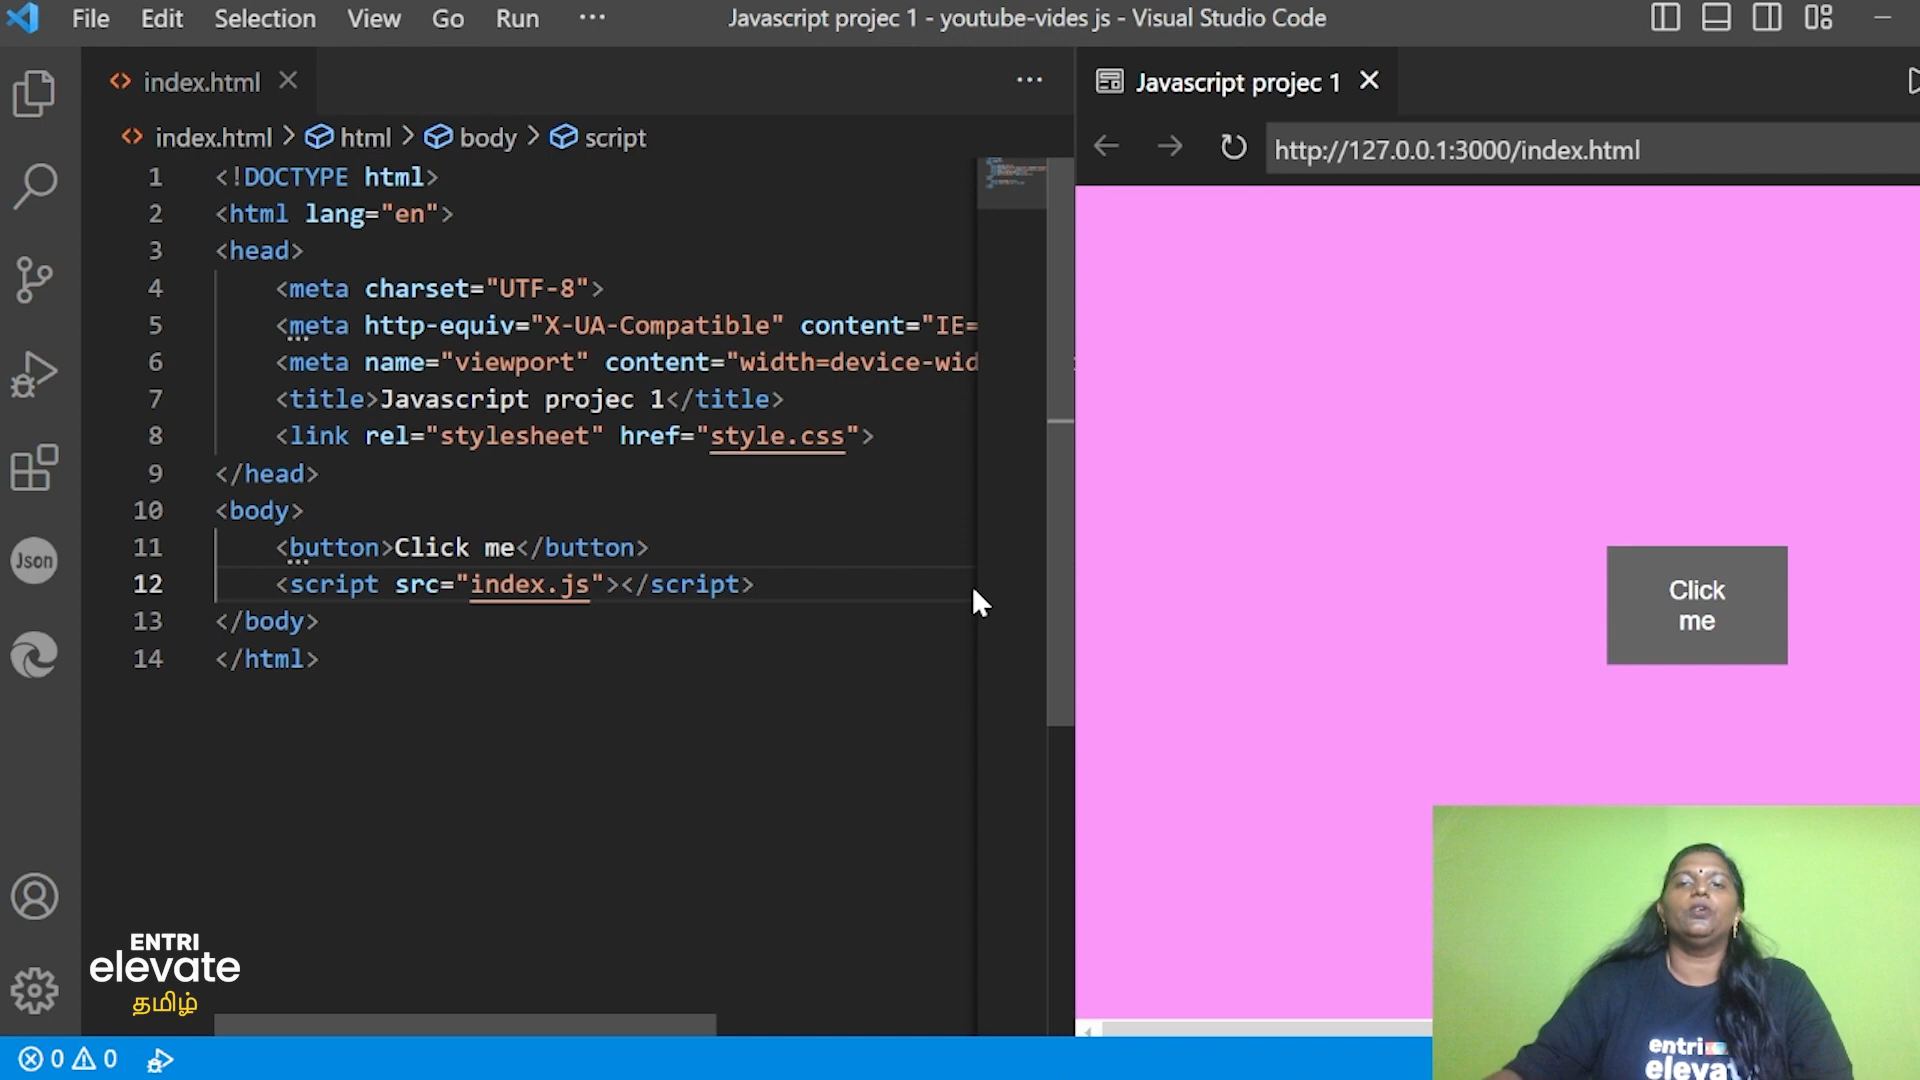 File Edit Selection View Go Run ··· Javascript projec 1 - youtube-vides js - Visual Studio Code
index.html
Javascript projec 1
index.html > html > body > script
http://127.0.0.1:3000/index.html
1 <!DOCTYPE html>
2 <html lang="en">
3 <head>
4 <meta charset="UTF-8">
5 <meta http-equiv="X-UA-Compatible" content="IE=
6 <meta name="viewport" content="width=device-wid
7 <title>Javascript projec 1</title>
8 <link rel="stylesheet" href="style.css">
9 </head>
10 <body>
11 <button>Click me</button>
12 <script src="index.js"></script>
13 </body>
14 </html>
Json
Click
me
ENTRI
elevate
தமிழ்
0 0
entri
elevat